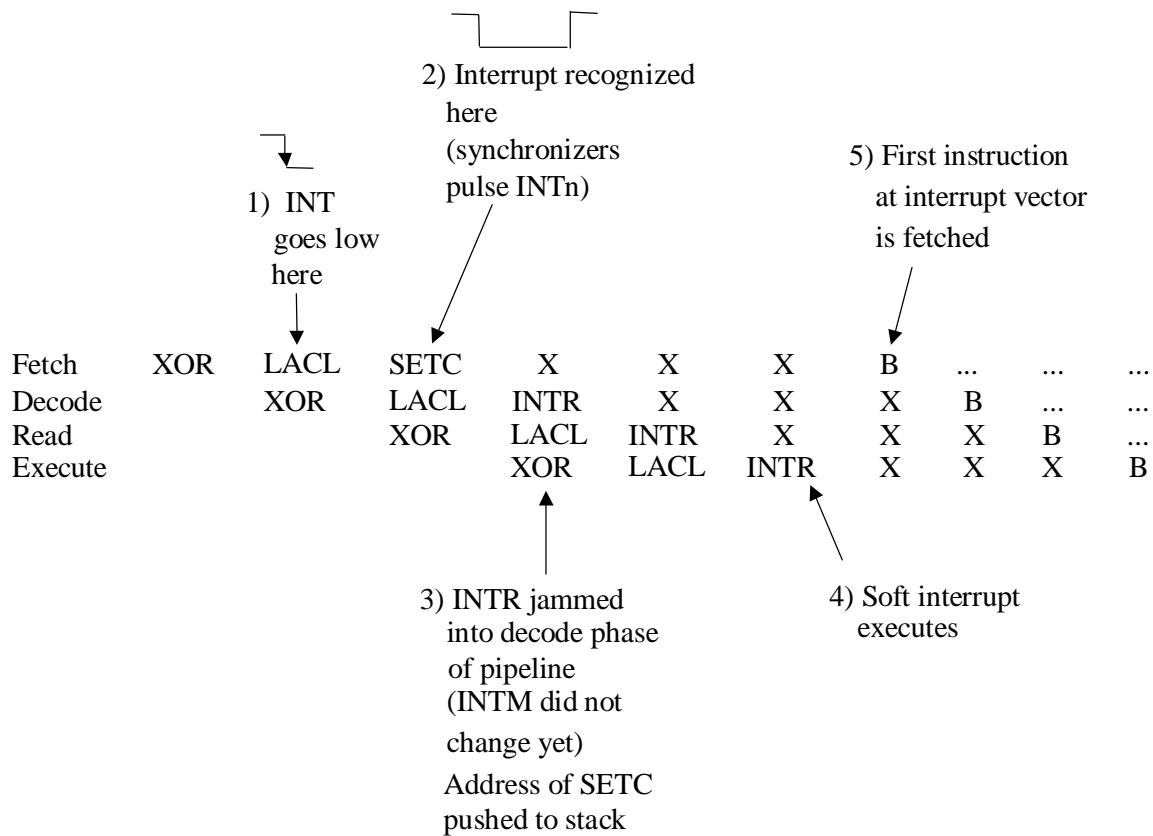 2) Interrupt recognized
here
(synchronizers
pulse INTn)
1) INT
goes low
here
5) First instruction
at interrupt vector
is fetched
Fetch XOR LACL SETC X X X B ... ... ...
Decode XOR LACL INTR X X X B ... ...
Read XOR LACL INTR X X X B ...
Execute XOR LACL INTR X X X B
3) INTR jammed
into decode phase
of pipeline
(INTM did not
change yet)
Address of SETC
pushed to stack
4) Soft interrupt
executes